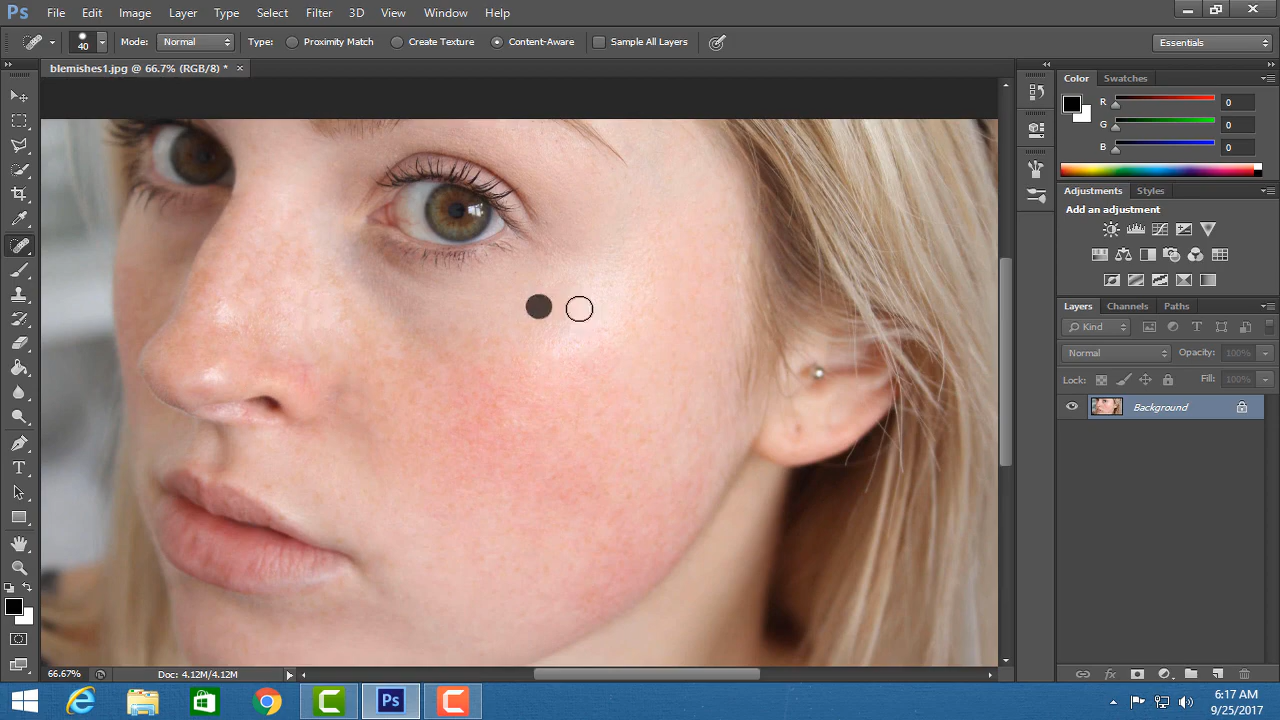 Ps File Edit Image Layer Type Select Filter 3D View Window Help
40 Mode: Normal Type: Proximity Match Create Texture Content-Aware Sample All Layers Essentials
blemishes1.jpg @ 66.7% (RGB/8) * ×
Color Swatches
R 0
G 0
B 0
Adjustments Styles
Add an adjustment
Layers Channels Paths
Kind
Normal Opacity: 100%
Lock: Fill: 100%
Background
T
fx
66.67% Doc: 4.12M/4.12M
Ps
6:17 AM
9/25/2017